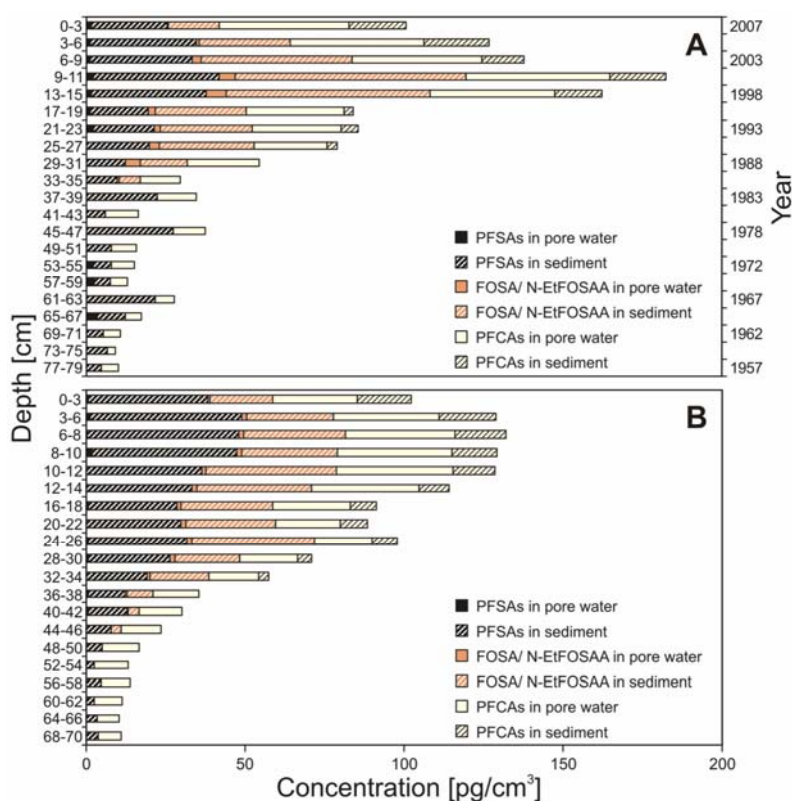 A
0-3
3-6
6-9
9-11
13-15
17-19
21-23
25-27
29-31
33-35
37-39
41-43
45-47
49-51
53-55
57-59
61-63
65-67
69-71
73-75
77-79
2007
2003
1998
1993
1988
1983
1978
1972
1967
1962
1957
Year
PFSAs in pore water
PFSAs in sediment
FOSA/ N-EtFOSAA in pore water
FOSA/ N-EtFOSAA in sediment
PFCAs in pore water
PFCAs in sediment
Depth [cm]
B
0-3
3-6
6-8
8-10
10-12
12-14
16-18
20-22
24-26
28-30
32-34
36-38
40-42
44-46
48-50
52-54
56-58
60-62
64-66
68-70
PFSAs in pore water
PFSAs in sediment
FOSA/ N-EtFOSAA in pore water
FOSA/ N-EtFOSAA in sediment
PFCAs in pore water
PFCAs in sediment
0 50 100 150 200
Concentration [pg/cm³]